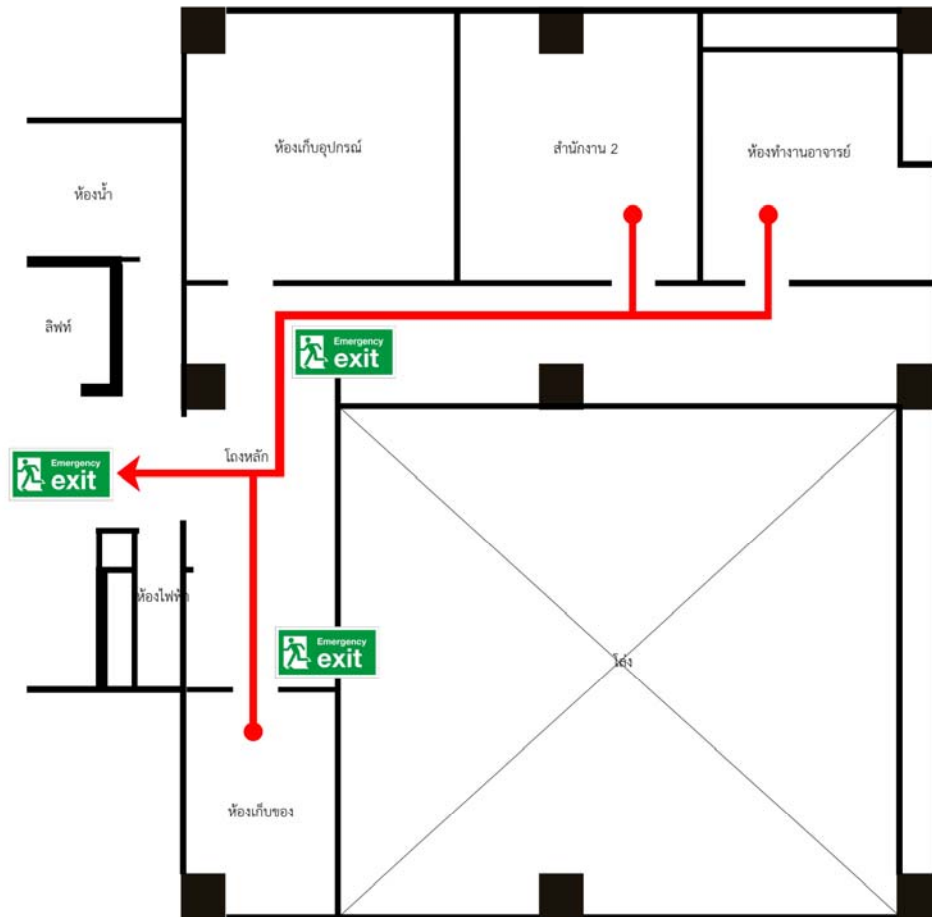 ห้องเก็บอุปกรณ์
สำนักงาน 2
ห้องทำงานอาจารย์
ห้องน้ำ
ลิฟท์
Emergency
exit
โถงหลัก
Emergency
exit
ห้องไฟฟ้า
Emergency
exit
โล่ง
ห้องเก็บของ